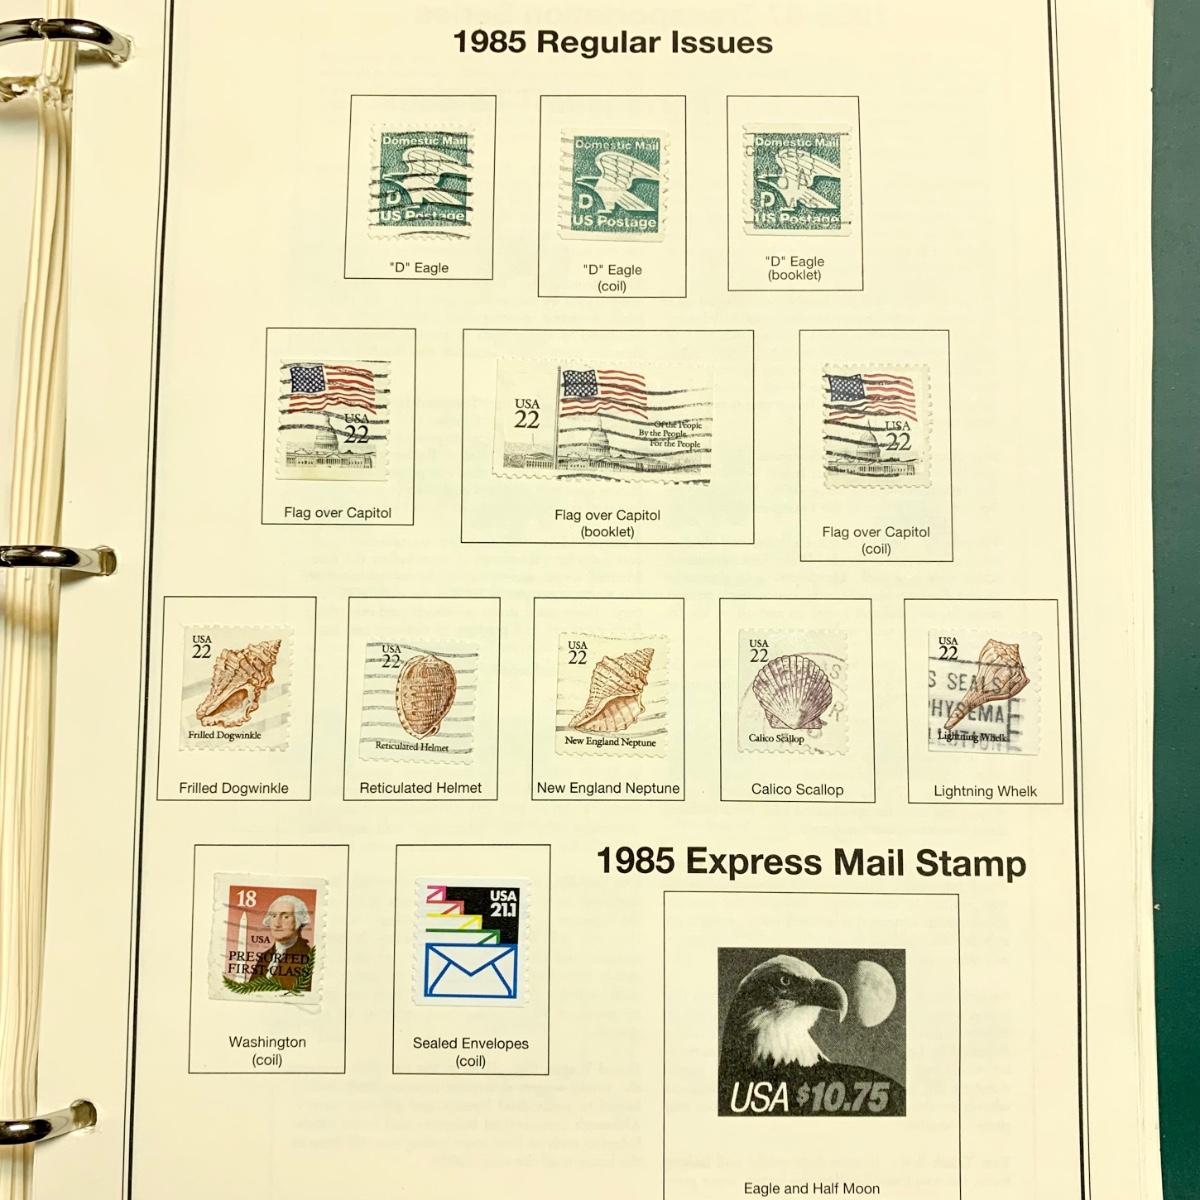 1985 Regular Issues
Domestic Mail
D
US Postage
"D" Eagle
Domestic Mail
D
US Postage
"D" Eagle
(coil)
Domestic Mail
D
US Postage
"D" Eagle
(booklet)
USA
22
Flag over Capitol
USA
22
Of the People
By the People
For the People
Flag over Capitol
(booklet)
USA
22
Flag over Capitol
(coil)
USA
22
Frilled Dogwinkle
Frilled Dogwinkle
USA
22
Reticulated Helmet
Reticulated Helmet
USA
22
New England Neptune
New England Neptune
USA
22
Calico Scallop
Calico Scallop
USA
22
S SEALS
PHYSEMA
Lightning Whelk
Lightning Whelk
18
USA
PRESORTED
FIRST-CLASS
Washington
(coil)
USA
21.1
Sealed Envelopes
(coil)
1985 Express Mail Stamp
USA $10.75
Eagle and Half Moon